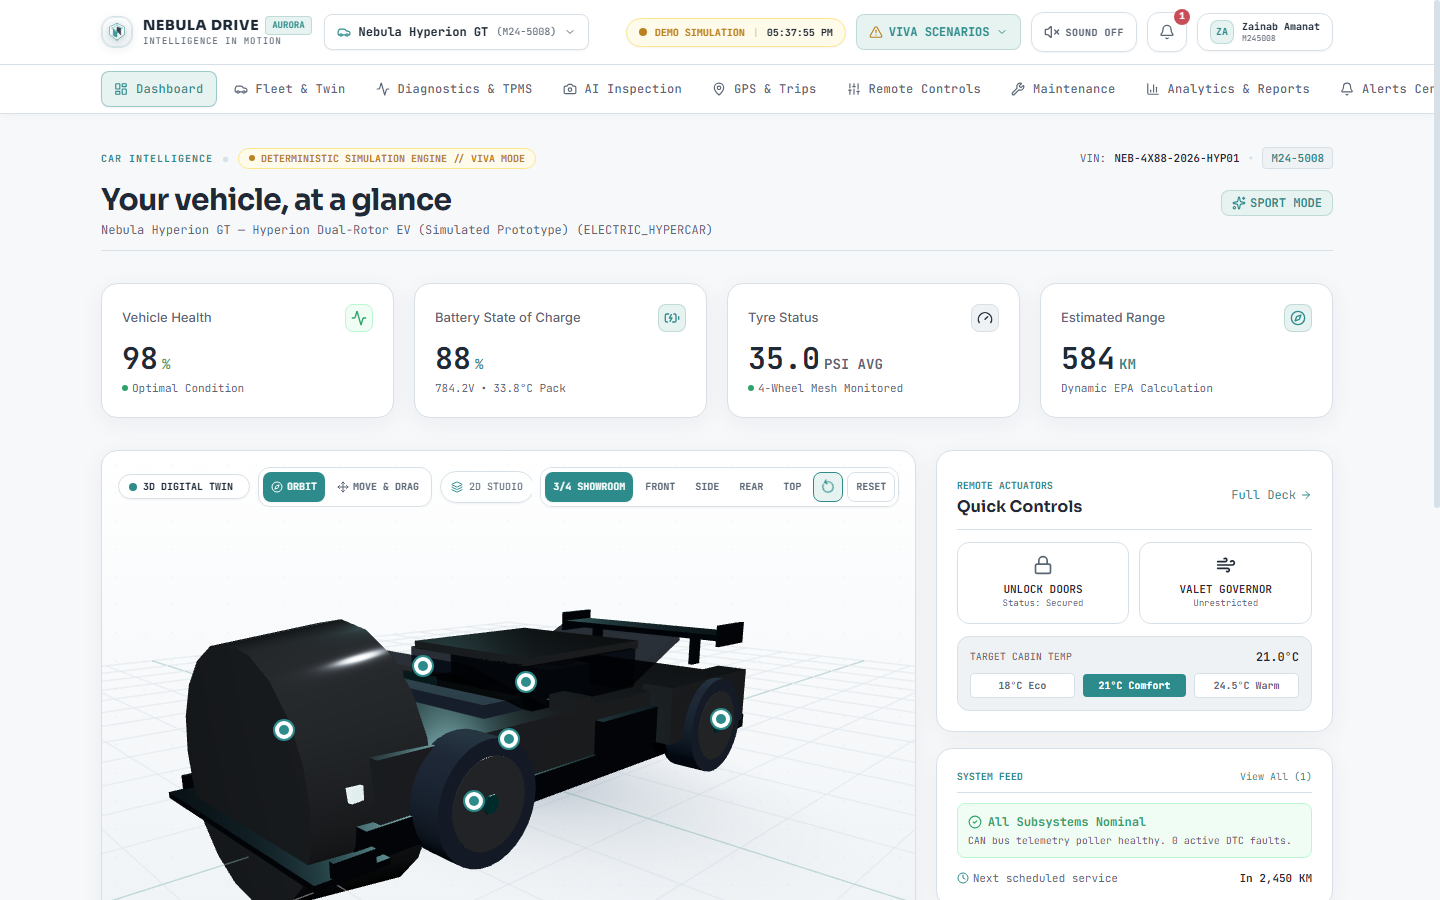 NEBULA DRIVE AURORA
INTELLIGENCE IN MOTION
Nebula Hyperion GT (M24-5008)
DEMO SIMULATION | 05:37:55 PM
VIVA SCENARIOS
SOUND OFF
1
ZA
Zainab Amanat
M245008
Dashboard
Fleet & Twin
Diagnostics & TPMS
AI Inspection
GPS & Trips
Remote Controls
Maintenance
Analytics & Reports
Alerts Cen
CAR INTELLIGENCE
DETERMINISTIC SIMULATION ENGINE // VIVA MODE
VIN: NEB-4X88-2026-HYP01
M24-5008
Your vehicle, at a glance
SPORT MODE
Nebula Hyperion GT — Hyperion Dual-Rotor EV (Simulated Prototype) (ELECTRIC_HYPERCAR)
Vehicle Health
98 %
Optimal Condition
Battery State of Charge
88 %
784.2V • 33.8°C Pack
Tyre Status
35.0 PSI AVG
4-Wheel Mesh Monitored
Estimated Range
584 KM
Dynamic EPA Calculation
3D DIGITAL TWIN
ORBIT
MOVE & DRAG
2D STUDIO
3/4 SHOWROOM
FRONT
SIDE
REAR
TOP
RESET
REMOTE ACTUATORS
Quick Controls
Full Deck →
UNLOCK DOORS
Status: Secured
VALET GOVERNOR
Unrestricted
TARGET CABIN TEMP
21.0°C
18°C Eco
21°C Comfort
24.5°C Warm
SYSTEM FEED
View All (1)
All Subsystems Nominal
CAN bus telemetry poller healthy. 0 active DTC faults.
Next scheduled service
In 2,450 KM